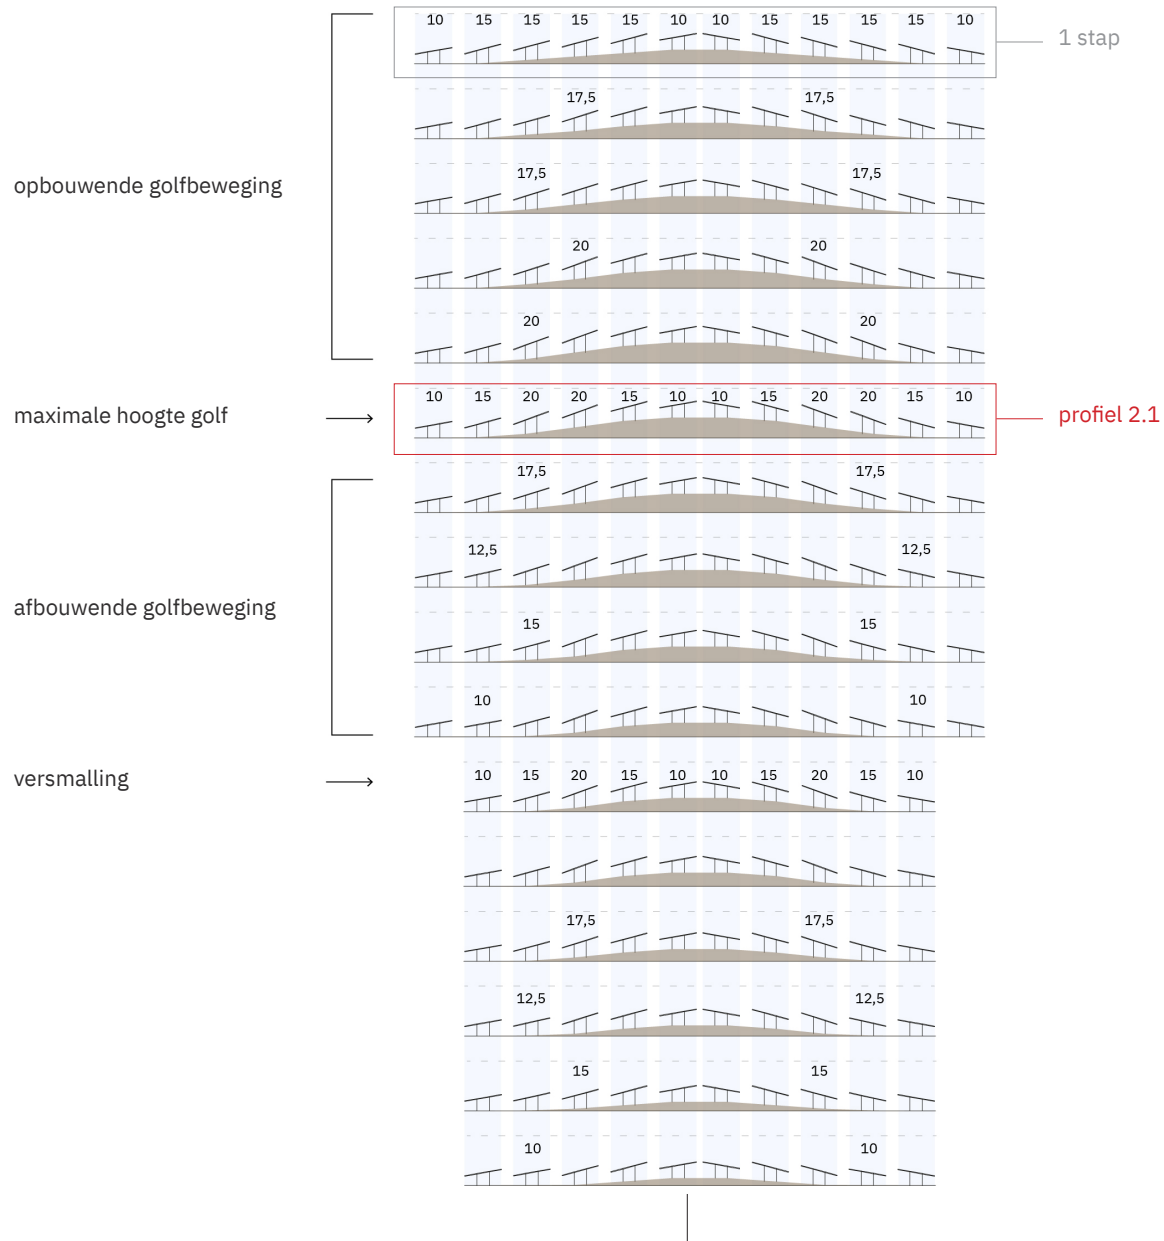 10 15 15 15 15 10 10 15 15 15 15 10
1 stap
17,5 17,5
opbouwende golfbeweging
17,5 17,5
20 20
20 20
maximale hoogte golf
10 15 20 20 15 10 10 15 20 20 15 10
profiel 2.1
17,5 17,5
12,5 12,5
afbouwende golfbeweging
15 15
10 10
versmalling
10 15 20 15 10 10 15 20 15 10
17,5 17,5
12,5 12,5
15 15
10 10